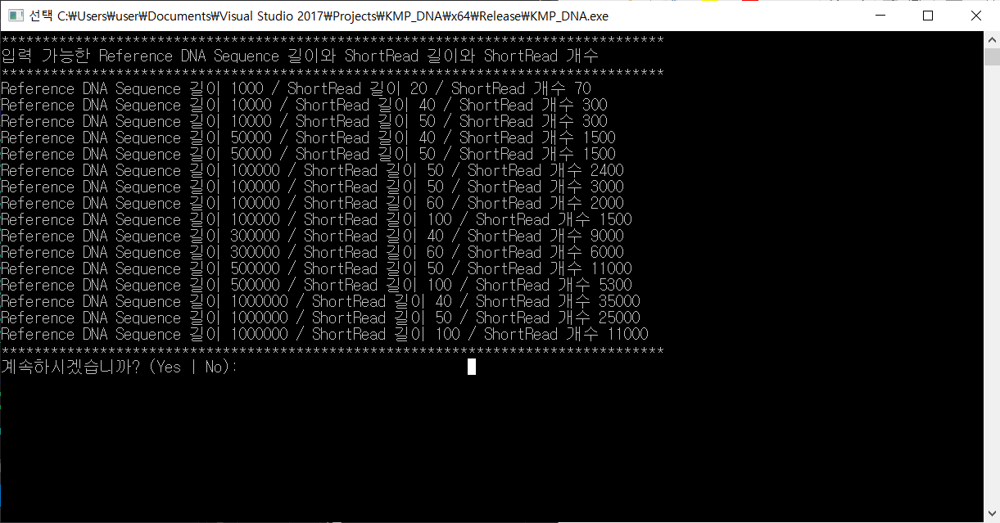 선택 C:₩Users₩user₩Documents₩Visual Studio 2017₩Projects₩KMP_DNA₩x64₩Release₩KMP_DNA.exe
*********************************************************************************
입력 가능한 Reference DNA Sequence 길이와 ShortRead 길이와 ShortRead 개수
*********************************************************************************
Reference DNA Sequence 길이 1000 / ShortRead 길이 20 / ShortRead 개수 70
Reference DNA Sequence 길이 10000 / ShortRead 길이 40 / ShortRead 개수 300
Reference DNA Sequence 길이 10000 / ShortRead 길이 50 / ShortRead 개수 300
Reference DNA Sequence 길이 50000 / ShortRead 길이 40 / ShortRead 개수 1500
Reference DNA Sequence 길이 50000 / ShortRead 길이 50 / ShortRead 개수 1500
Reference DNA Sequence 길이 100000 / ShortRead 길이 50 / ShortRead 개수 2400
Reference DNA Sequence 길이 100000 / ShortRead 길이 50 / ShortRead 개수 3000
Reference DNA Sequence 길이 100000 / ShortRead 길이 60 / ShortRead 개수 2000
Reference DNA Sequence 길이 100000 / ShortRead 길이 100 / ShortRead 개수 1500
Reference DNA Sequence 길이 300000 / ShortRead 길이 40 / ShortRead 개수 9000
Reference DNA Sequence 길이 300000 / ShortRead 길이 60 / ShortRead 개수 6000
Reference DNA Sequence 길이 500000 / ShortRead 길이 50 / ShortRead 개수 11000
Reference DNA Sequence 길이 500000 / ShortRead 길이 100 / ShortRead 개수 5300
Reference DNA Sequence 길이 1000000 / ShortRead 길이 40 / ShortRead 개수 35000
Reference DNA Sequence 길이 1000000 / ShortRead 길이 50 / ShortRead 개수 25000
Reference DNA Sequence 길이 1000000 / ShortRead 길이 100 / ShortRead 개수 11000
*********************************************************************************
계속하시겠습니까? (Yes | No):